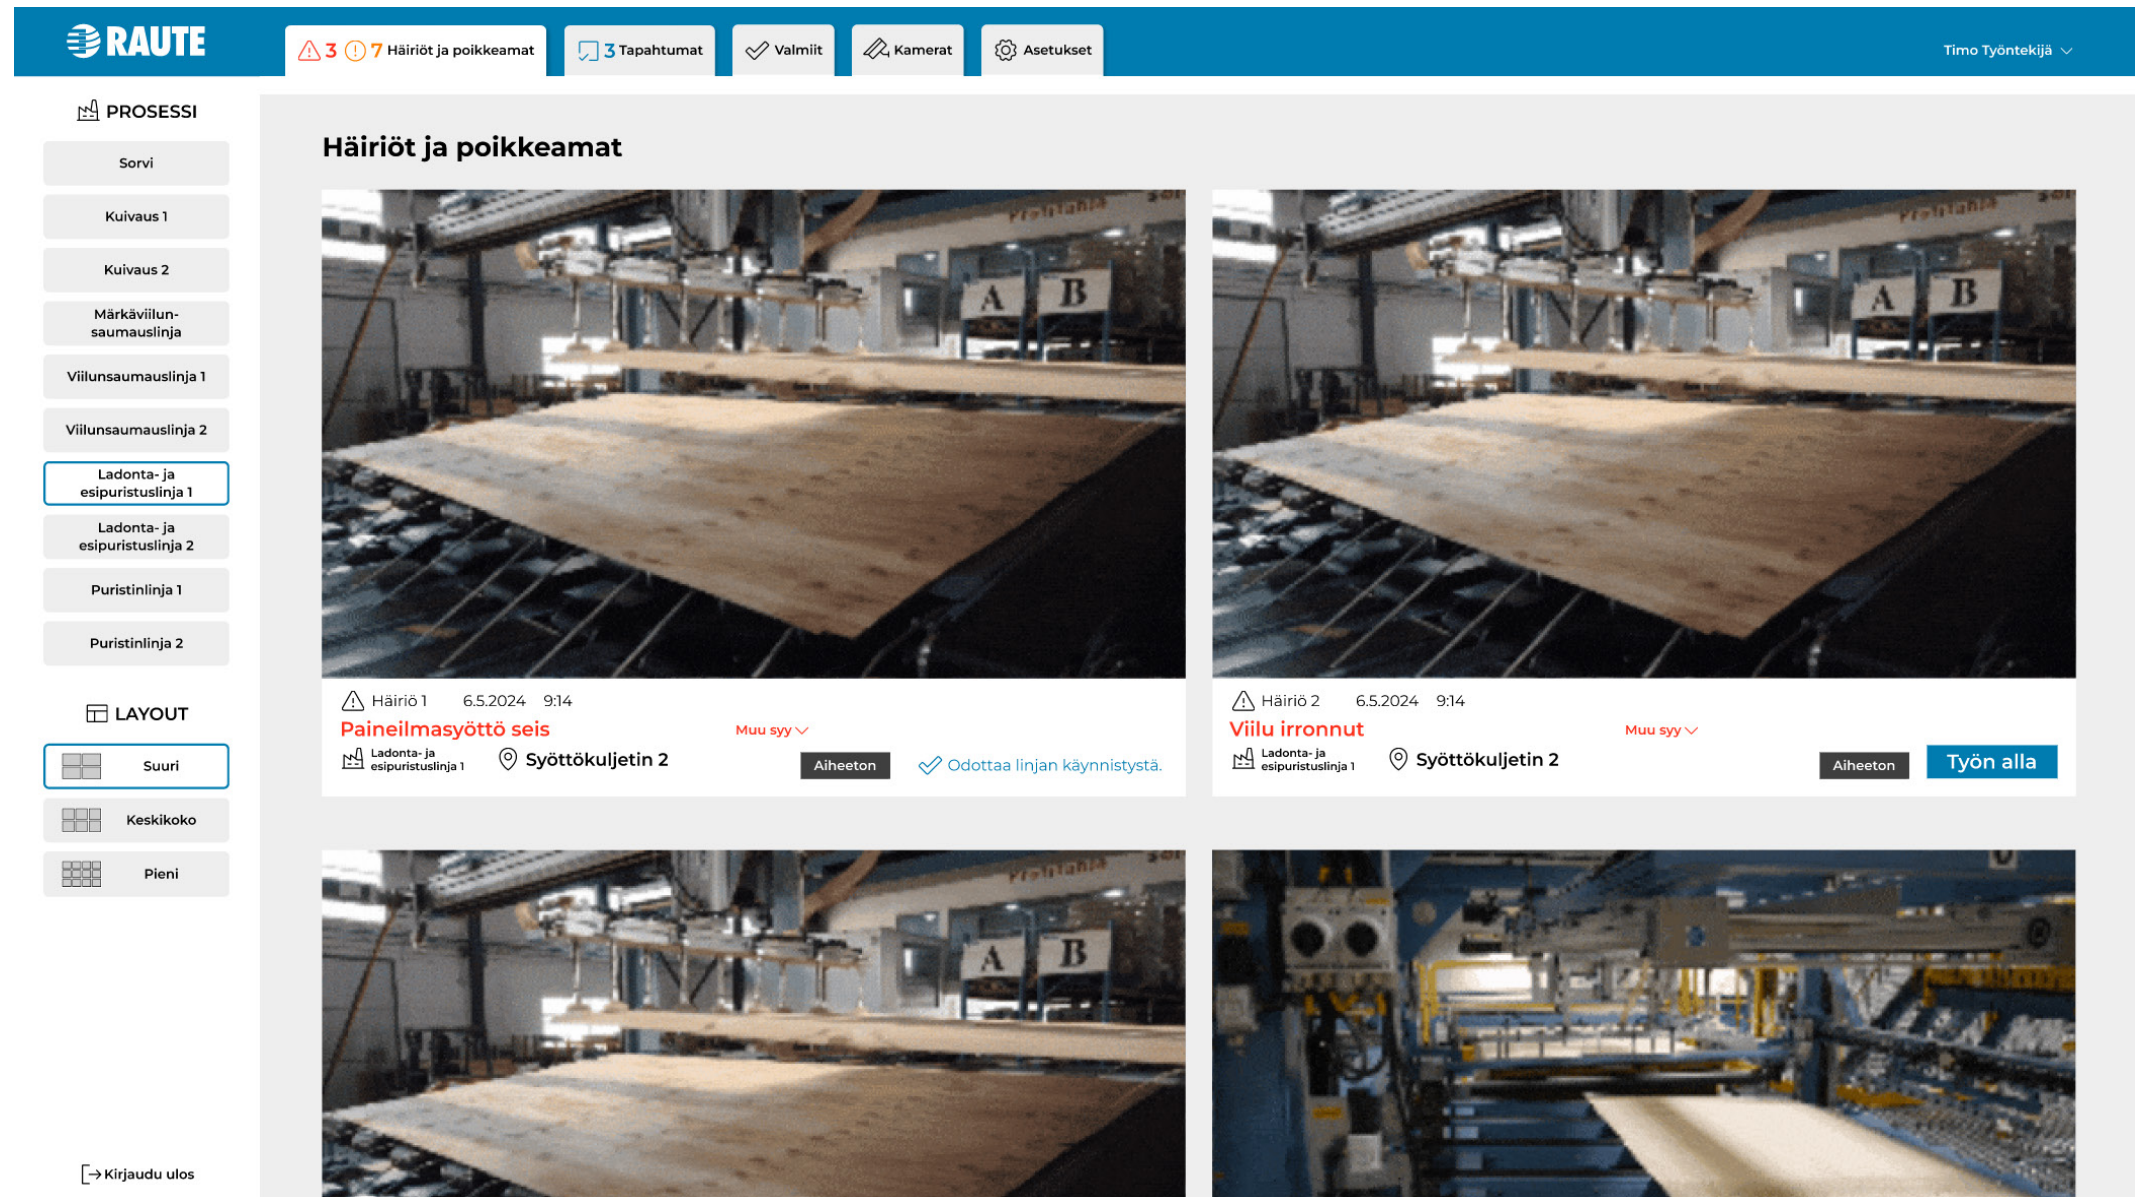 RAUTE
3 7 Häiriöt ja poikkeamat
3 Tapahtumat
Valmiit
Kamerat
Asetukset
Timo Työntekijä
PROSESSI
Sorvi
Kuivaus 1
Kuivaus 2
Märkäviilun-
saumauslinja
Viilunsaumauslinja 1
Viilunsaumauslinja 2
Ladonta- ja
esipuristuslinja 1
Ladonta- ja
esipuristuslinja 2
Puristinlinja 1
Puristinlinja 2
LAYOUT
Suuri
Keskikoko
Pieni
Kirjaudu ulos
Häiriöt ja poikkeamat
A B
Häiriö 1 6.5.2024 9:14
Paineilmasyöttö seis Muu syy
Ladonta- ja
esipuristuslinja 1 Syöttökuljetin 2 Aiheeton Odottaa linjan käynnistystä.
A B
Häiriö 2 6.5.2024 9:14
Viilu irronnut Muu syy
Ladonta- ja
esipuristuslinja 1 Syöttökuljetin 2 Aiheeton Työn alla
A B